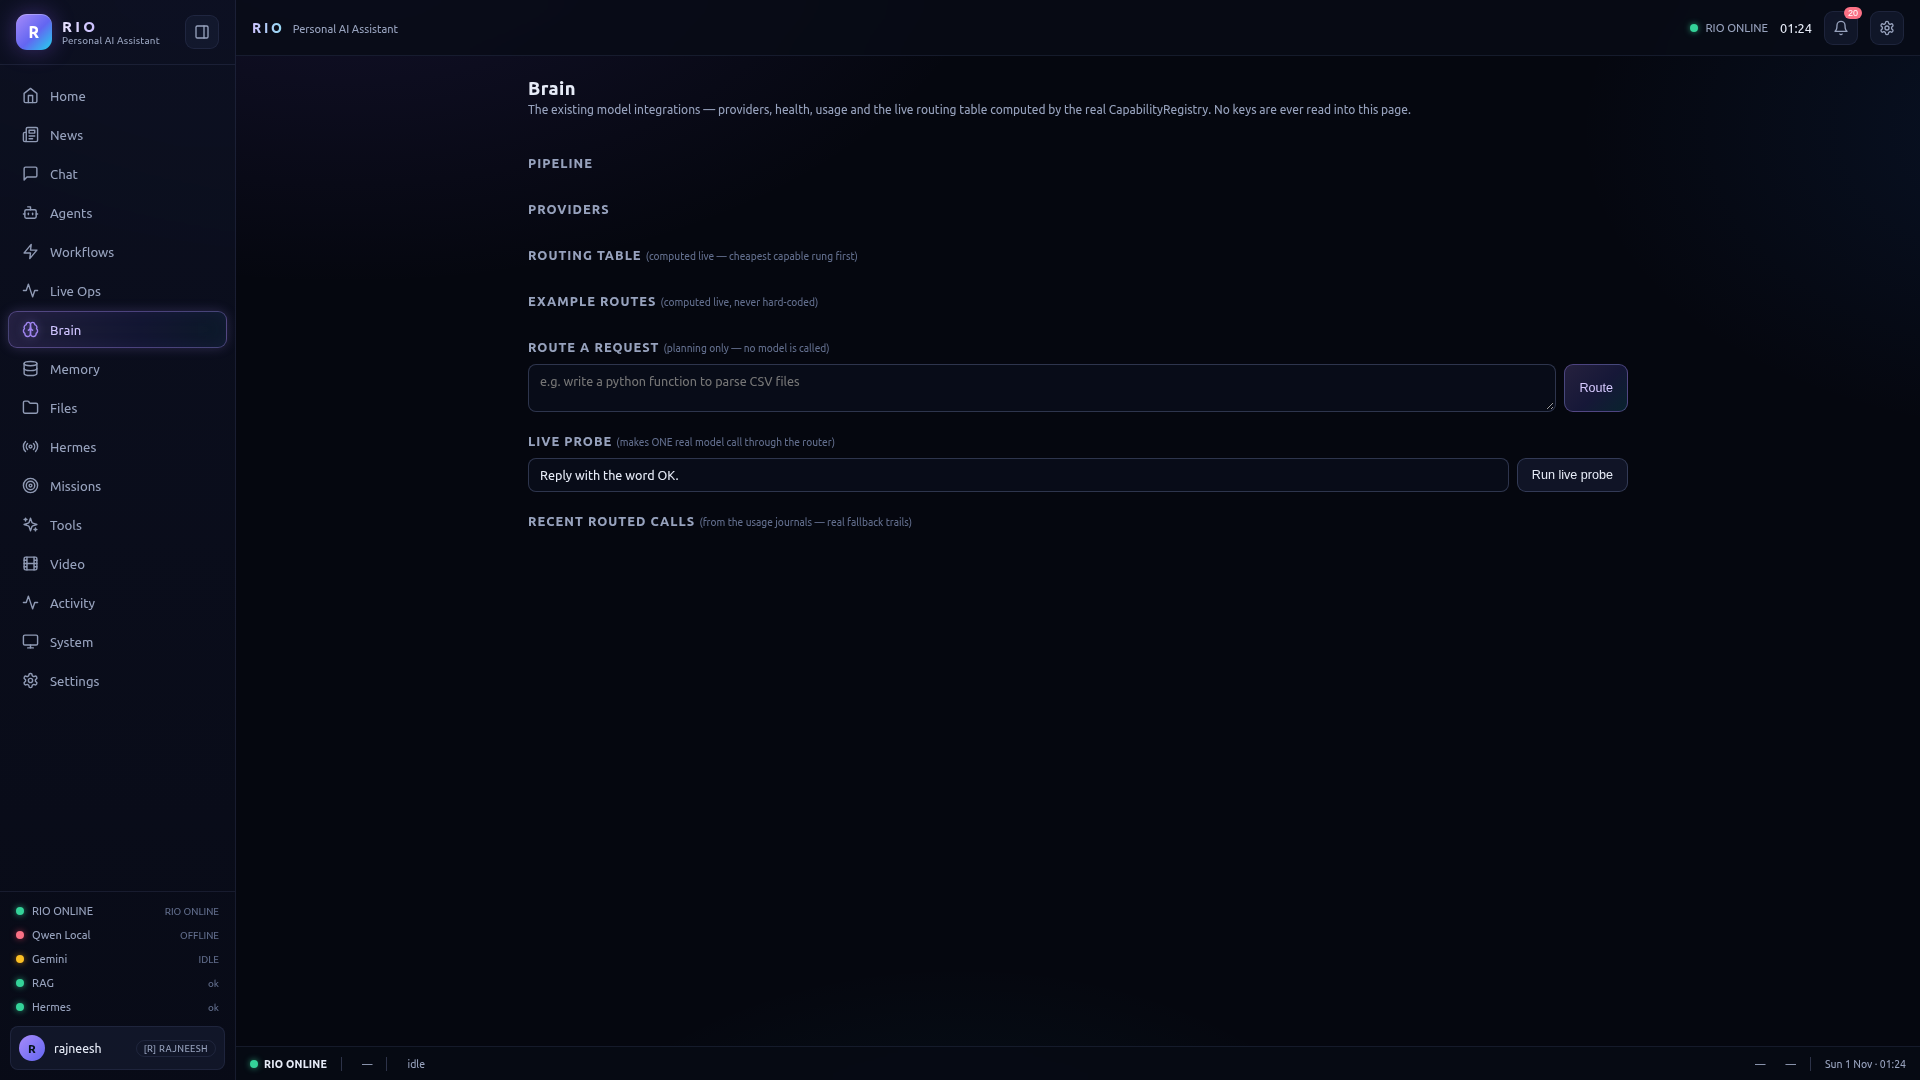 R
RIO
Personal AI Assistant
Home
News
Chat
Agents
Workflows
Live Ops
Brain
Memory
Files
Hermes
Missions
Tools
Video
Activity
System
Settings
RIO ONLINE RIO ONLINE
Qwen Local OFFLINE
Gemini IDLE
RAG ok
Hermes ok
R rajneesh [R] RAJNEESH
RIO Personal AI Assistant
RIO ONLINE 01:24 20
Brain
The existing model integrations — providers, health, usage and the live routing table computed by the real CapabilityRegistry. No keys are ever read into this page.
PIPELINE
PROVIDERS
ROUTING TABLE (computed live — cheapest capable rung first)
EXAMPLE ROUTES (computed live, never hard-coded)
ROUTE A REQUEST (planning only — no model is called)
e.g. write a python function to parse CSV files
Route
LIVE PROBE (makes ONE real model call through the router)
Reply with the word OK.
Run live probe
RECENT ROUTED CALLS (from the usage journals — real fallback trails)
RIO ONLINE — idle — — Sun 1 Nov · 01:24